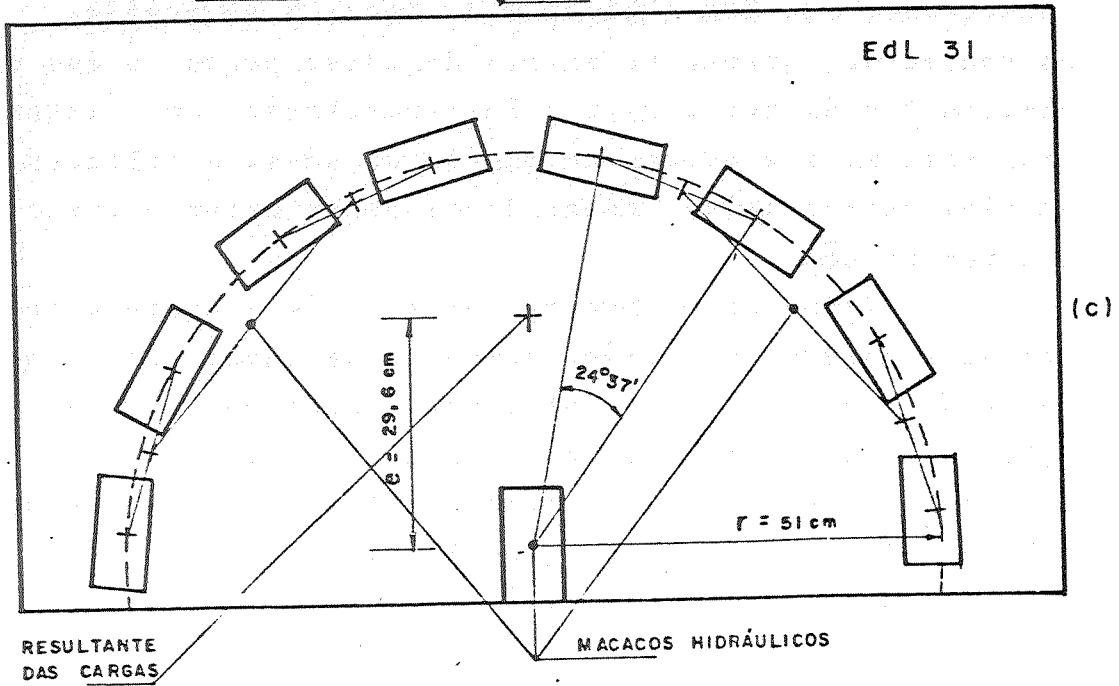 EdL 31
(c)
24°37'
e = 29,6 cm
r = 51 cm
RESULTANTE
DAS CARGAS
MACACOS HIDRÁULICOS